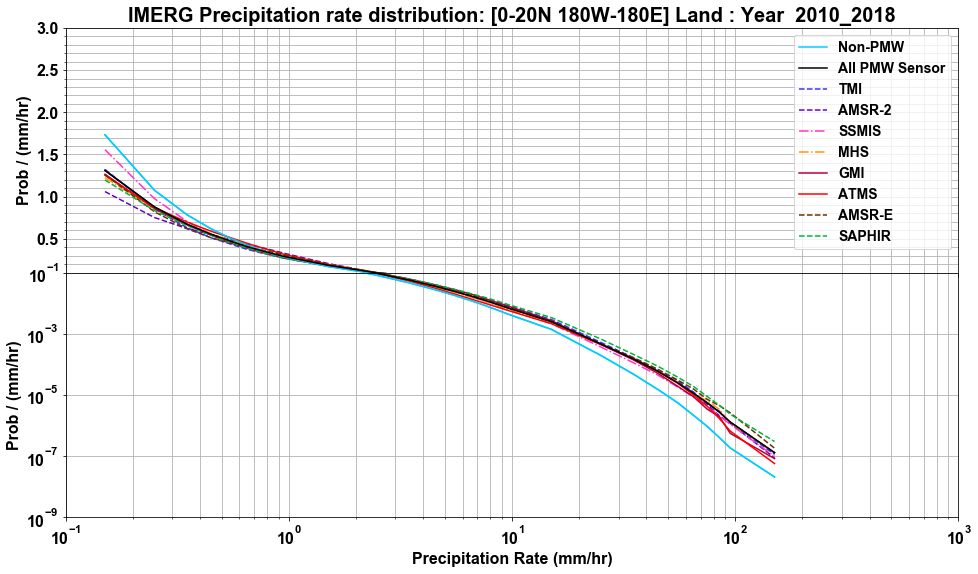 IMERG Precipitation rate distribution: [0-20N 180W-180E] Land : Year  2010_2018
3.0
2.5
2.0
1.5
1.0
0.5
Prob / (mm/hr)
Non-PMW
All PMW Sensor
TMI
AMSR-2
SSMIS
MHS
GMI
ATMS
AMSR-E
SAPHIR
10⁻¹
10⁻³
10⁻⁵
10⁻⁷
10⁻⁹
Prob / (mm/hr)
10⁻¹ 10⁰ 10¹ 10² 10³
Precipitation Rate (mm/hr)